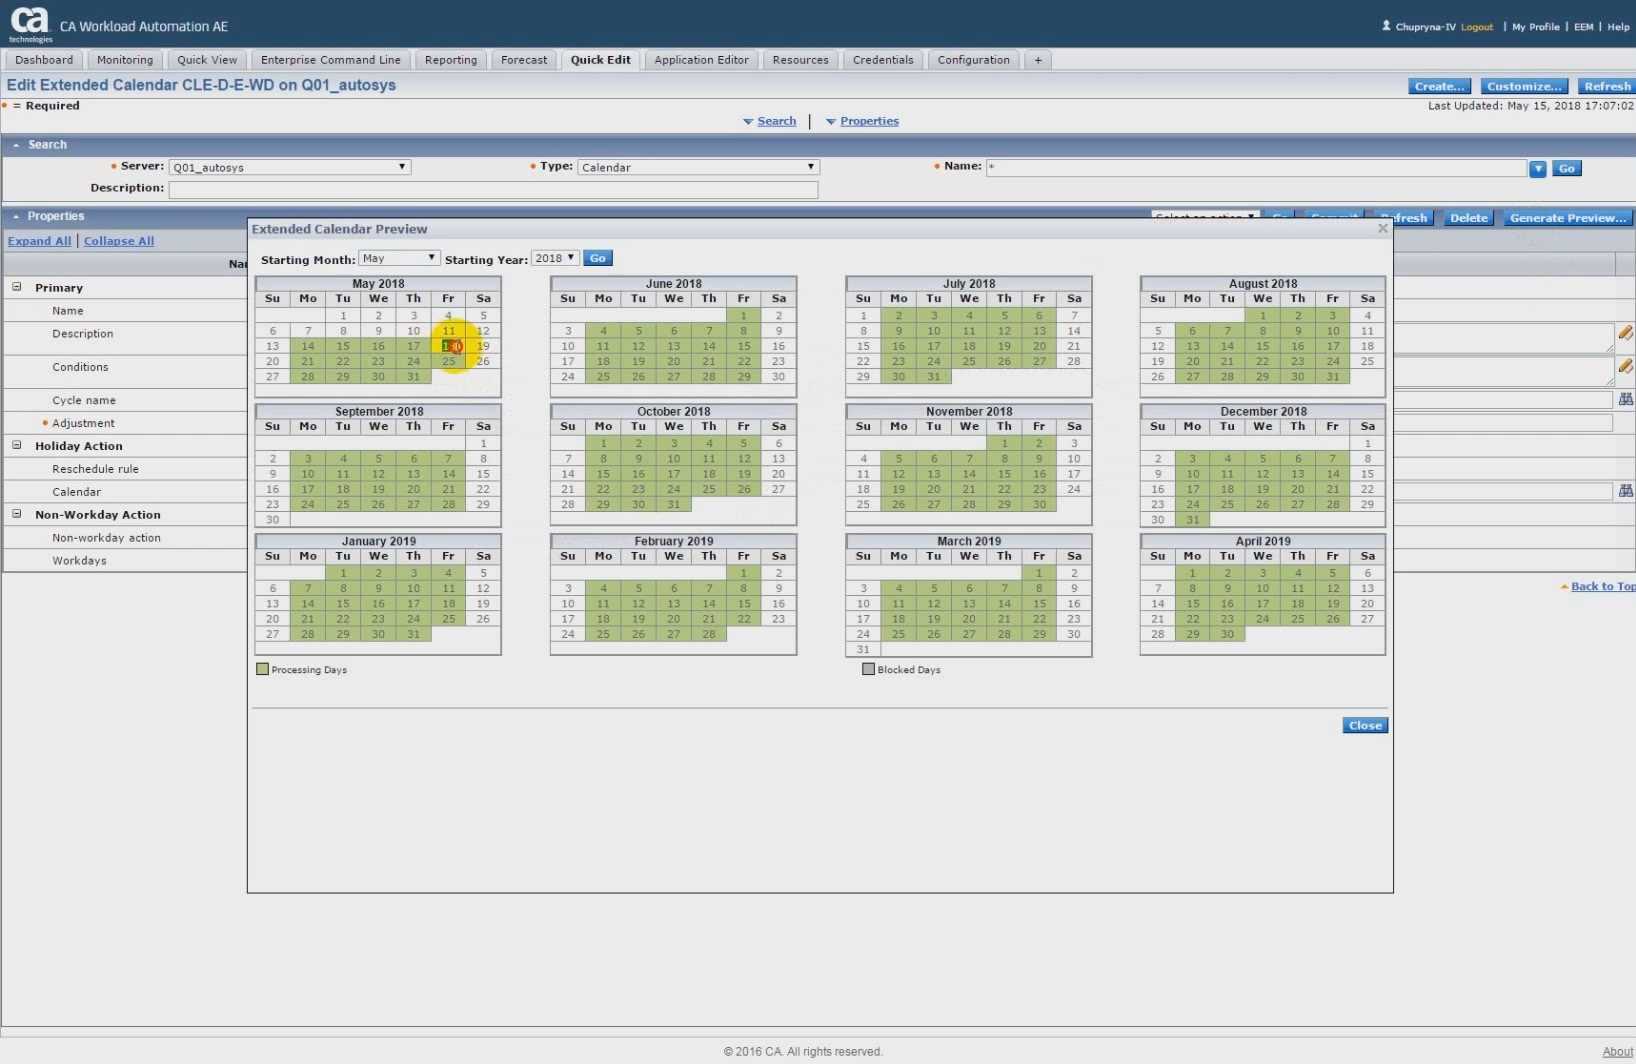 ca
technologies
CA Workload Automation AE
Chupryna-IV Logout | My Profile | EEM | Help
Dashboard Monitoring Quick View Enterprise Command Line Reporting Forecast Quick Edit Application Editor Resources Credentials Configuration +
Edit Extended Calendar CLE-D-E-WD on Q01_autosys
Create... Customize... Refresh
• = Required
Last Updated: May 15, 2018 17:07:02
Search | Properties
Search
• Server: Q01_autosys • Type: Calendar • Name: * Go
Description:
Properties
Refresh Delete Generate Preview...
Expand All | Collapse All
Primary
Name
Description
Conditions
Cycle name
• Adjustment
Holiday Action
Reschedule rule
Calendar
Non-Workday Action
Non-workday action
Workdays
Extended Calendar Preview
Starting Month: May Starting Year: 2018 Go
May 2018
Su Mo Tu We Th Fr Sa
1 2 3 4 5
6 7 8 9 10 11 12
13 14 15 16 17 19
20 21 22 23 24 25 26
27 28 29 30 31
June 2018
Su Mo Tu We Th Fr Sa
1 2
3 4 5 6 7 8 9
10 11 12 13 14 15 16
17 18 19 20 21 22 23
24 25 26 27 28 29 30
July 2018
Su Mo Tu We Th Fr Sa
1 2 3 4 5 6 7
8 9 10 11 12 13 14
15 16 17 18 19 20 21
22 23 24 25 26 27 28
29 30 31
August 2018
Su Mo Tu We Th Fr Sa
1 2 3 4
5 6 7 8 9 10 11
12 13 14 15 16 17 18
19 20 21 22 23 24 25
26 27 28 29 30 31
September 2018
Su Mo Tu We Th Fr Sa
1
2 3 4 5 6 7 8
9 10 11 12 13 14 15
16 17 18 19 20 21 22
23 24 25 26 27 28 29
30
October 2018
Su Mo Tu We Th Fr Sa
1 2 3 4 5 6
7 8 9 10 11 12 13
14 15 16 17 18 19 20
21 22 23 24 25 26 27
28 29 30 31
November 2018
Su Mo Tu We Th Fr Sa
1 2 3
4 5 6 7 8 9 10
11 12 13 14 15 16 17
18 19 20 21 22 23 24
25 26 27 28 29 30
December 2018
Su Mo Tu We Th Fr Sa
1
2 3 4 5 6 7 8
9 10 11 12 13 14 15
16 17 18 19 20 21 22
23 24 25 26 27 28 29
30 31
January 2019
Su Mo Tu We Th Fr Sa
1 2 3 4 5
6 7 8 9 10 11 12
13 14 15 16 17 18 19
20 21 22 23 24 25 26
27 28 29 30 31
February 2019
Su Mo Tu We Th Fr Sa
1 2
3 4 5 6 7 8 9
10 11 12 13 14 15 16
17 18 19 20 21 22 23
24 25 26 27 28
March 2019
Su Mo Tu We Th Fr Sa
1 2
3 4 5 6 7 8 9
10 11 12 13 14 15 16
17 18 19 20 21 22 23
24 25 26 27 28 29 30
31
April 2019
Su Mo Tu We Th Fr Sa
1 2 3 4 5 6
7 8 9 10 11 12 13
14 15 16 17 18 19 20
21 22 23 24 25 26 27
28 29 30
Processing Days Blocked Days
Close
Back to Top
© 2016 CA. All rights reserved.
About